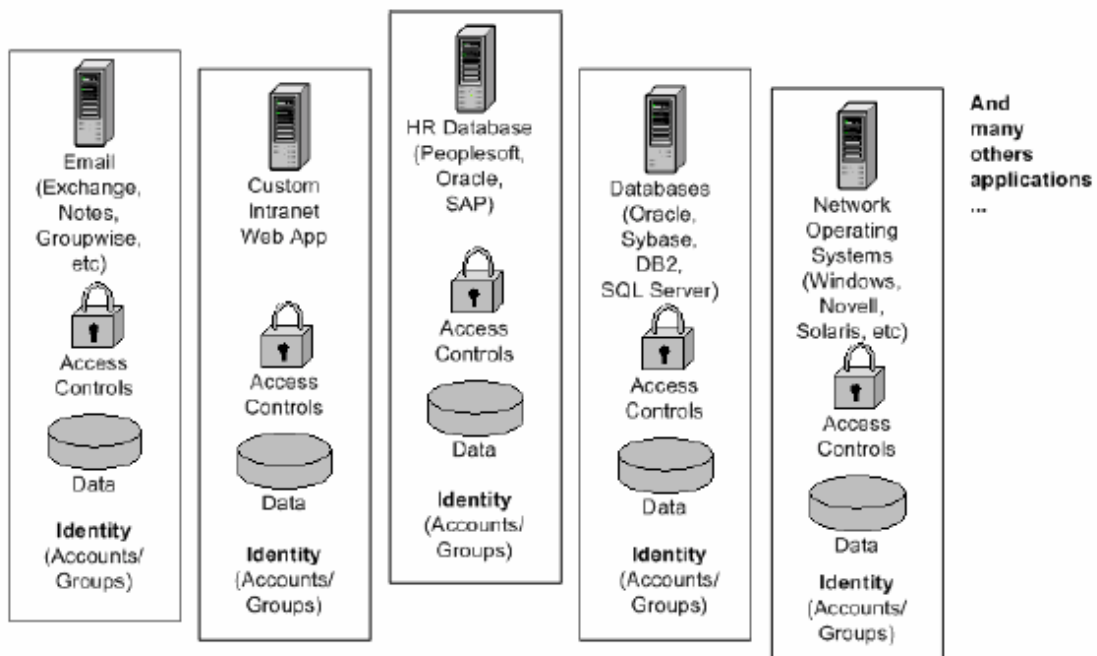 Email
(Exchange,
Notes,
Groupwise,
etc)
Access
Controls
Data
Identity
(Accounts/
Groups)
Custom
Intranet
Web App
Access
Controls
Data
Identity
(Accounts/
Groups)
HR Database
(Peoplesoft,
Oracle,
SAP)
Access
Controls
Data
Identity
(Accounts/
Groups)
Databases
(Oracle,
Sybase,
DB2,
SQL Server)
Access
Controls
Data
Identity
(Accounts/
Groups)
Network
Operating
Systems
(Windows,
Novell,
Solaris, etc)
Access
Controls
Data
Identity
(Accounts/
Groups)
And
many
others
applications
...